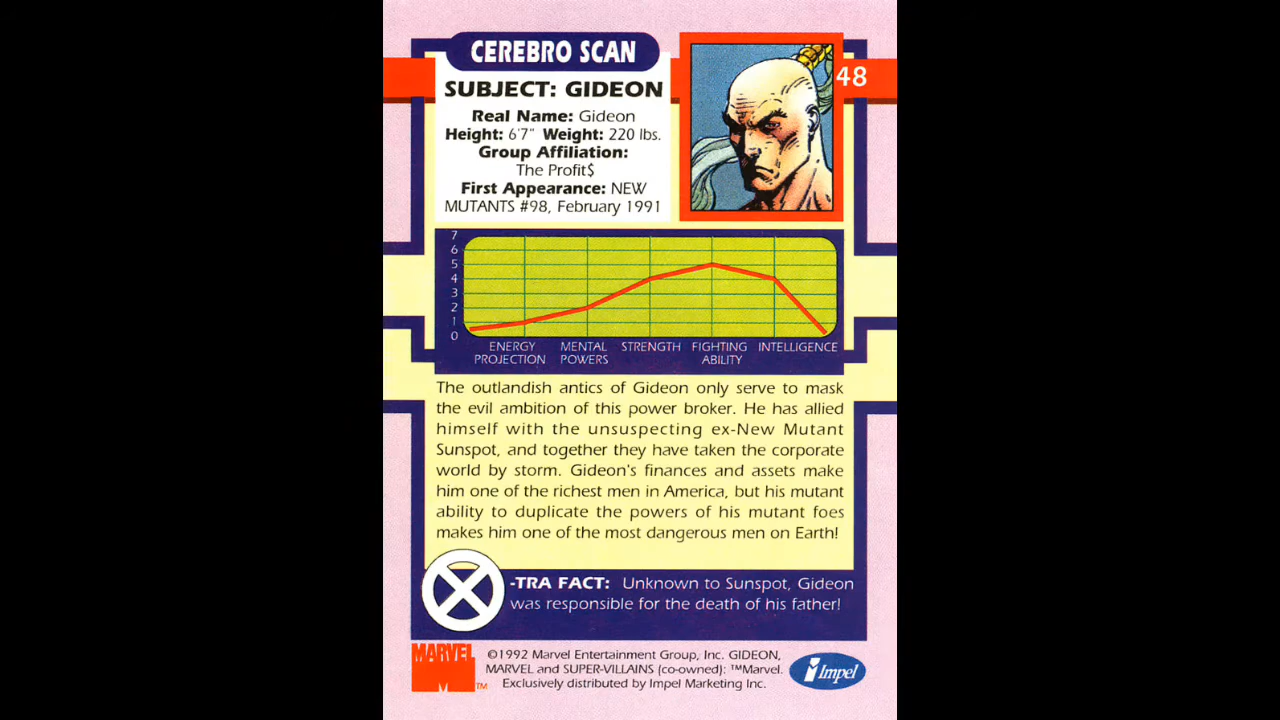 CEREBRO SCAN
SUBJECT: GIDEON
Real Name: Gideon
Height: 6'7" Weight: 220 lbs.
Group Affiliation:
The Profit$
First Appearance: NEW
MUTANTS #98, February 1991
48
7
6
5
4
3
2
1
0
ENERGY PROJECTION
MENTAL POWERS
STRENGTH
FIGHTING ABILITY
INTELLIGENCE
The outlandish antics of Gideon only serve to mask
the evil ambition of this power broker. He has allied
himself with the unsuspecting ex-New Mutant
Sunspot, and together they have taken the corporate
world by storm. Gideon's finances and assets make
him one of the richest men in America, but his mutant
ability to duplicate the powers of his mutant foes
makes him one of the most dangerous men on Earth!
X-TRA FACT: Unknown to Sunspot, Gideon
was responsible for the death of his father!
MARVEL
M™
©1992 Marvel Entertainment Group, Inc. GIDEON,
MARVEL and SUPER-VILLAINS (co-owned): ™Marvel.
Exclusively distributed by Impel Marketing Inc.
Impel